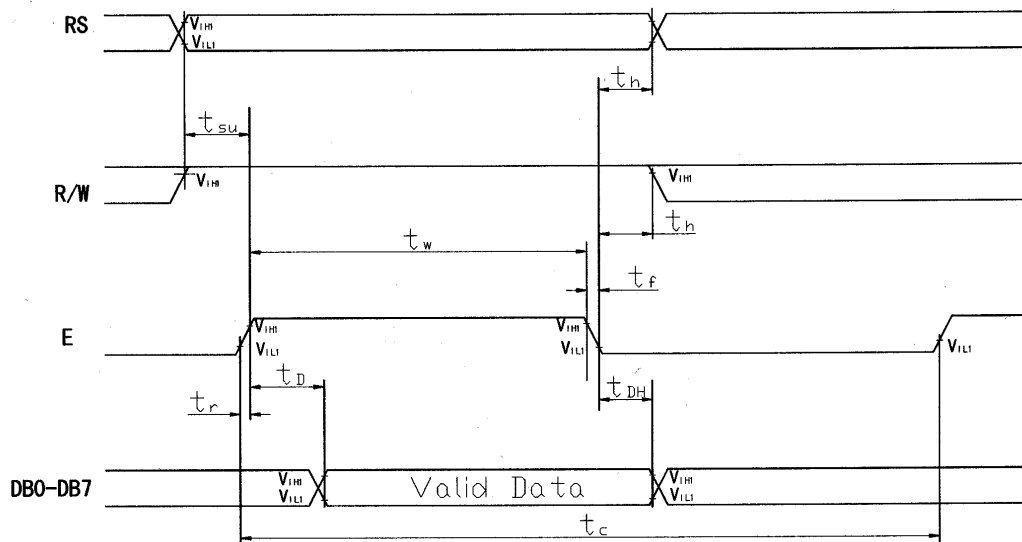 RS
VIH1
VIL1
th
tsu
R/W
VIH1
VIH1
th
tw
tf
E
VIH1
VIL1
VIH1
VIL1
VIL1
tD
tDH
tr
DB0-DB7
VIH1
VIL1
Valid Data
VIH1
VIL1
tc